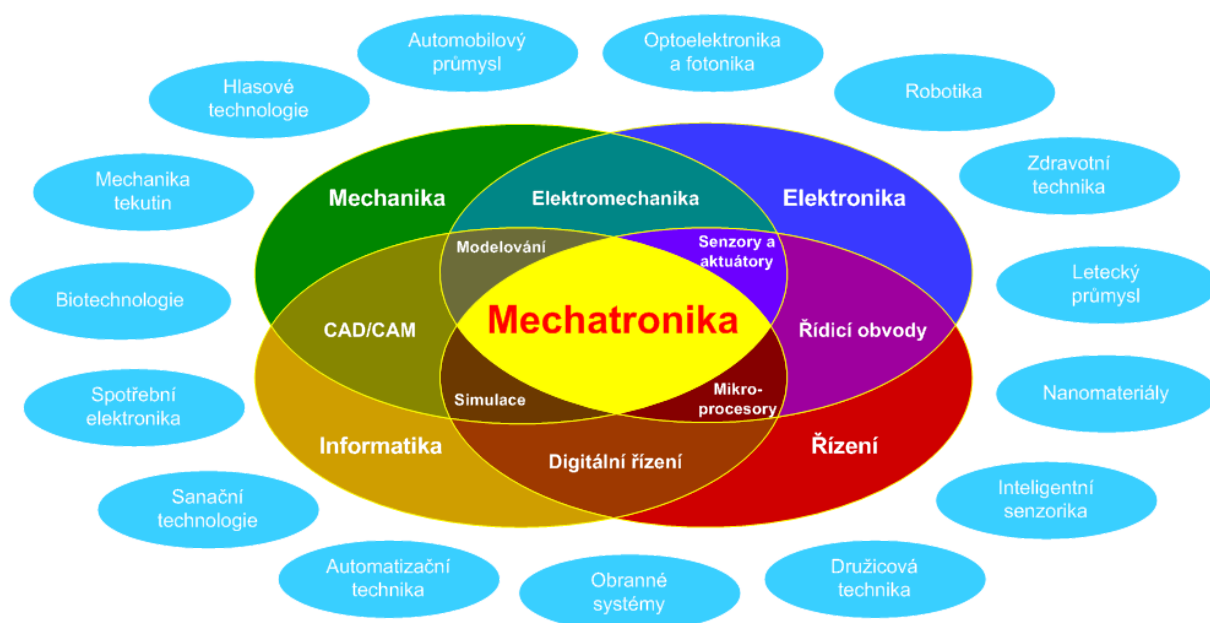 Automobilový
průmysl
Optoelektronika
a fotonika
Hlasové
technologie
Robotika
Mechanika
tekutin
Zdravotní
technika
Mechanika
Elektromechanika
Elektronika
Modelování
Senzory a
aktuátory
Biotechnologie
Letecký
průmysl
CAD/CAM
Mechatronika
Řídicí obvody
Spotřební
elektronika
Simulace
Mikro-
procesory
Nanomateriály
Informatika
Digitální řízení
Řízení
Sanační
technologie
Inteligentní
senzorika
Automatizační
technika
Obranné
systémy
Družicová
technika